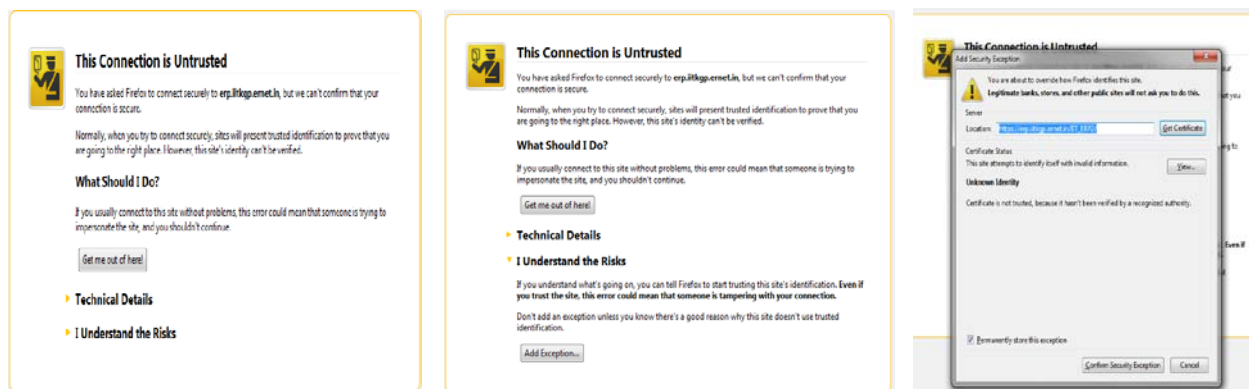 This Connection is Untrusted
You have asked Firefox to connect securely to erp.iitkgp.ernet.in, but we can't confirm that your
connection is secure.
Normally, when you try to connect securely, sites will present trusted identification to prove that you
are going to the right place. However, this site's identity can't be verified.
What Should I Do?
If you usually connect to this site without problems, this error could mean that someone is trying to
impersonate the site, and you shouldn't continue.
Get me out of here!
Technical Details
I Understand the Risks
This Connection is Untrusted
You have asked Firefox to connect securely to erp.iitkgp.ernet.in, but we can't confirm that your
connection is secure.
Normally, when you try to connect securely, sites will present trusted identification to prove that you
are going to the right place. However, this site's identity can't be verified.
What Should I Do?
If you usually connect to this site without problems, this error could mean that someone is trying to
impersonate the site, and you shouldn't continue.
Get me out of here!
Technical Details
I Understand the Risks
If you understand what's going on, you can tell Firefox to start trusting this site's identification. Even if
you trust the site, this error could mean that someone is tampering with your connection.
Don't add an exception unless you know there's a good reason why this site doesn't use trusted
identification.
Add Exception...
This Connection is Untrusted
Add Security Exception
You are about to override how Firefox identifies this site.
Legitimate banks, stores, and other public sites will not ask you to do this.
Server
Location:
Get Certificate
Certificate Status
This site attempts to identify itself with invalid information.
View...
Unknown Identity
Certificate is not trusted, because it hasn't been verified by a recognized authority.
Even if
Permanently store this exception
Confirm Security Exception
Cancel